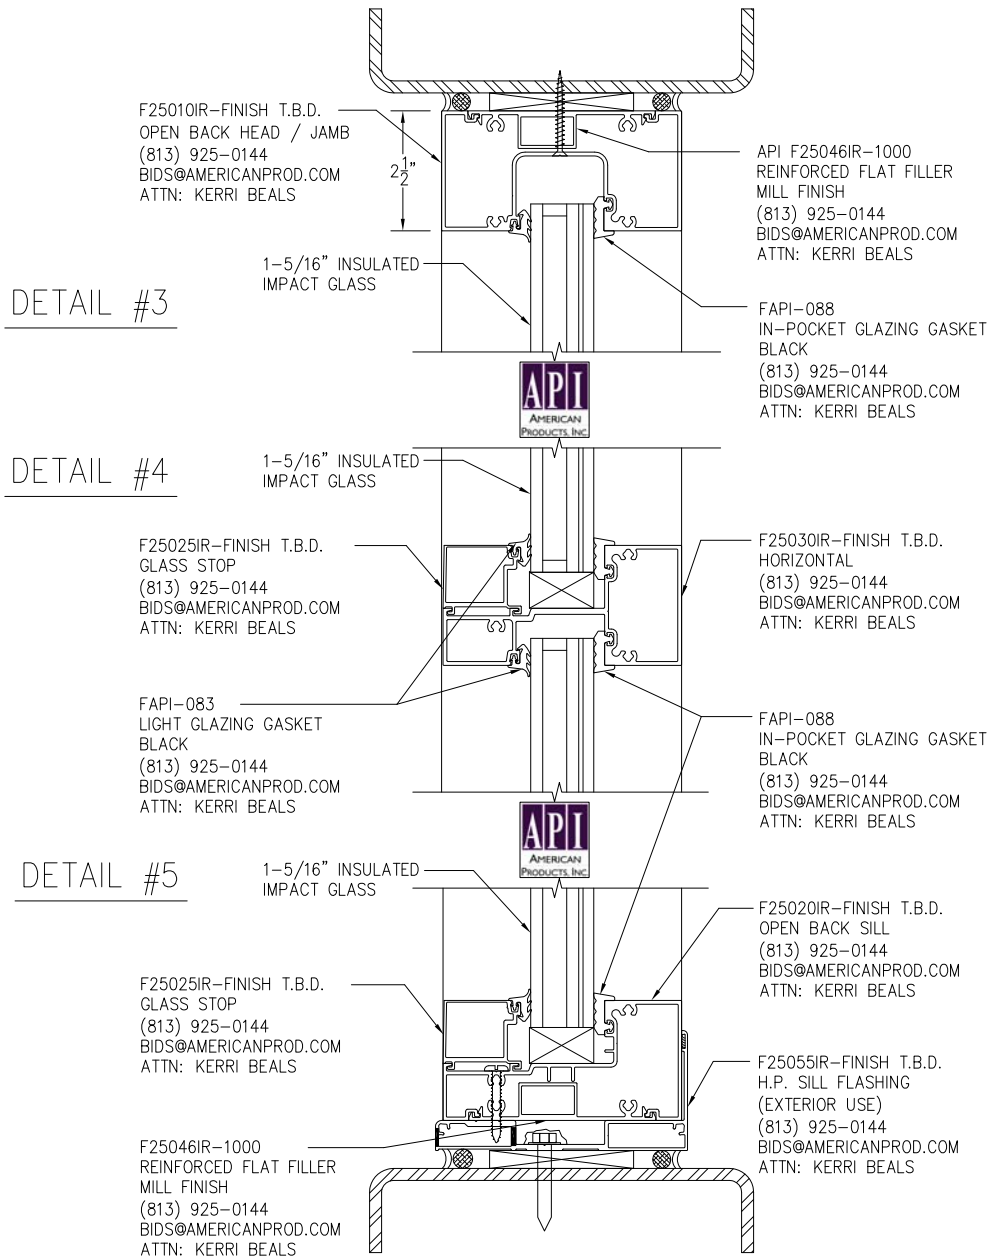 F25010IR-FINISH T.B.D.
OPEN BACK HEAD / JAMB
(813) 925-0144
BIDS@AMERICANPROD.COM
ATTN: KERRI BEALS
2 1/2"
API F25046IR-1000
REINFORCED FLAT FILLER
MILL FINISH
(813) 925-0144
BIDS@AMERICANPROD.COM
ATTN: KERRI BEALS
1-5/16" INSULATED
IMPACT GLASS
DETAIL #3
FAPI-088
IN-POCKET GLAZING GASKET
BLACK
(813) 925-0144
BIDS@AMERICANPROD.COM
ATTN: KERRI BEALS
API
AMERICAN
PRODUCTS, INC
DETAIL #4
1-5/16" INSULATED
IMPACT GLASS
F25025IR-FINISH T.B.D.
GLASS STOP
(813) 925-0144
BIDS@AMERICANPROD.COM
ATTN: KERRI BEALS
F25030IR-FINISH T.B.D.
HORIZONTAL
(813) 925-0144
BIDS@AMERICANPROD.COM
ATTN: KERRI BEALS
FAPI-083
LIGHT GLAZING GASKET
BLACK
(813) 925-0144
BIDS@AMERICANPROD.COM
ATTN: KERRI BEALS
FAPI-088
IN-POCKET GLAZING GASKET
BLACK
(813) 925-0144
BIDS@AMERICANPROD.COM
ATTN: KERRI BEALS
API
AMERICAN
PRODUCTS, INC
DETAIL #5
1-5/16" INSULATED
IMPACT GLASS
F25020IR-FINISH T.B.D.
OPEN BACK SILL
(813) 925-0144
BIDS@AMERICANPROD.COM
ATTN: KERRI BEALS
F25025IR-FINISH T.B.D.
GLASS STOP
(813) 925-0144
BIDS@AMERICANPROD.COM
ATTN: KERRI BEALS
F25055IR-FINISH T.B.D.
H.P. SILL FLASHING
(EXTERIOR USE)
(813) 925-0144
BIDS@AMERICANPROD.COM
ATTN: KERRI BEALS
F25046IR-1000
REINFORCED FLAT FILLER
MILL FINISH
(813) 925-0144
BIDS@AMERICANPROD.COM
ATTN: KERRI BEALS